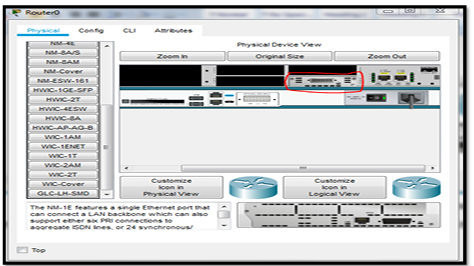 Router0
Physical
Config
CLI
Attributes
NM-4E
NM-8A/S
NM-8AM
NM-Cover
NM-ESW-161
HWIC-1GE-SFP
HWIC-2T
HWIC-4ESW
HWIC-8A
HWIC-AP-AG-B
WIC-1AM
WIC-1ENET
WIC-1T
WIC-2AM
WIC-2T
WIC-Cover
GLC-LH-SMD
Physical Device View
Zoom In
Original Size
Zoom Out
Customize
Icon in
Physical View
Customize
Icon in
Logical View
The NM-1E features a single Ethernet port that
can connect a LAN backbone which can also
support either six PRI connections to
aggregate ISDN lines, or 24 synchronous/
Top